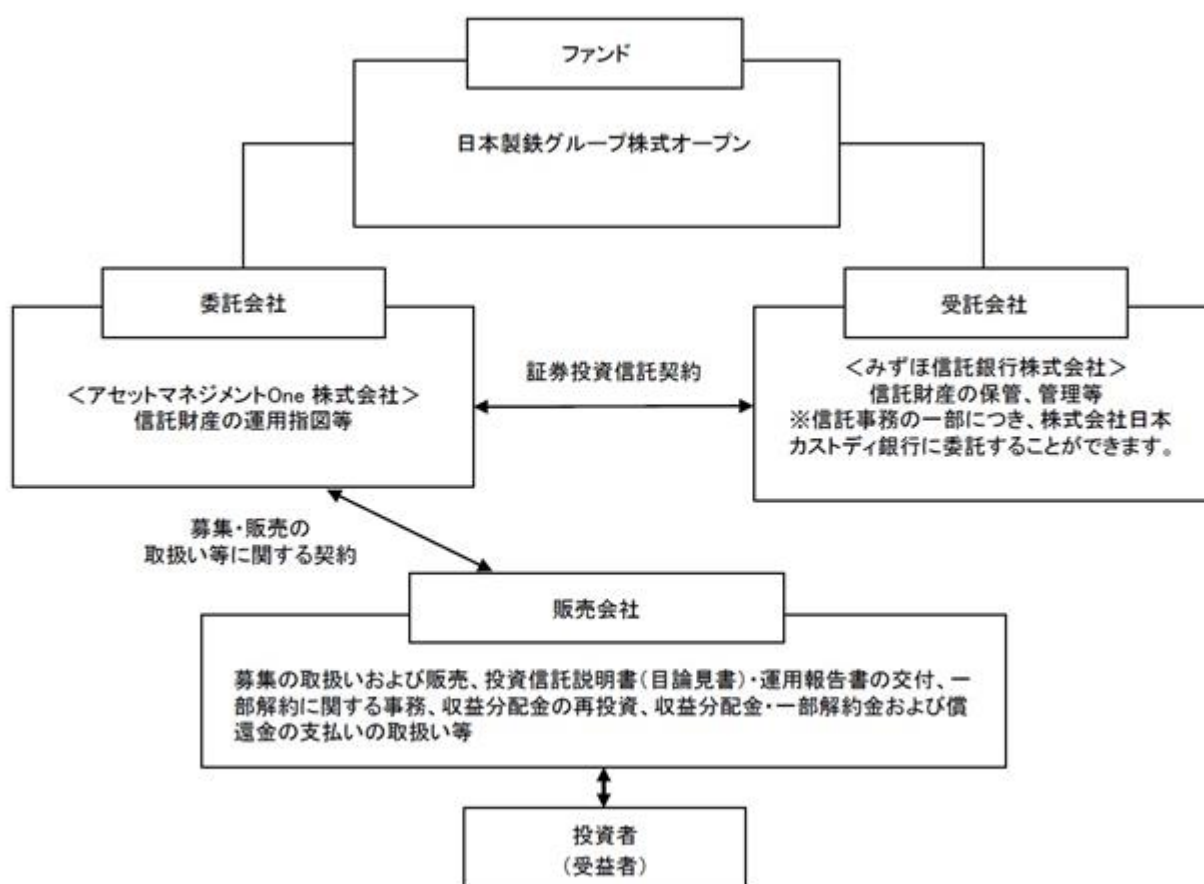 ファンド
日本製鉄グループ株式オープン
委託会社
<アセットマネジメントOne 株式会社>
信託財産の運用指図等
証券投資信託契約
受託会社
<みずほ信託銀行株式会社>
信託財産の保管、管理等
※信託事務の一部につき、株式会社日本
カストディ銀行に委託することができます。
募集・販売の
取扱い等に関する契約
販売会社
募集の取扱いおよび販売、投資信託説明書(目論見書)・運用報告書の交付、一
部解約に関する事務、収益分配金の再投資、収益分配金・一部解約金および償
還金の支払いの取扱い等
投資者
(受益者)